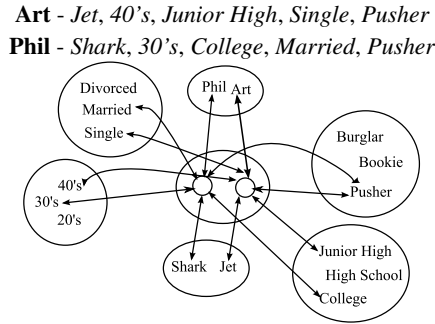 Art - Jet, 40's, Junior High, Single, Pusher
Phil - Shark, 30's, College, Married, Pusher
Divorced
Married
Single
Phil Art
Burglar
Bookie
Pusher
40's
30's
20's
Shark Jet
Junior High
High School
College